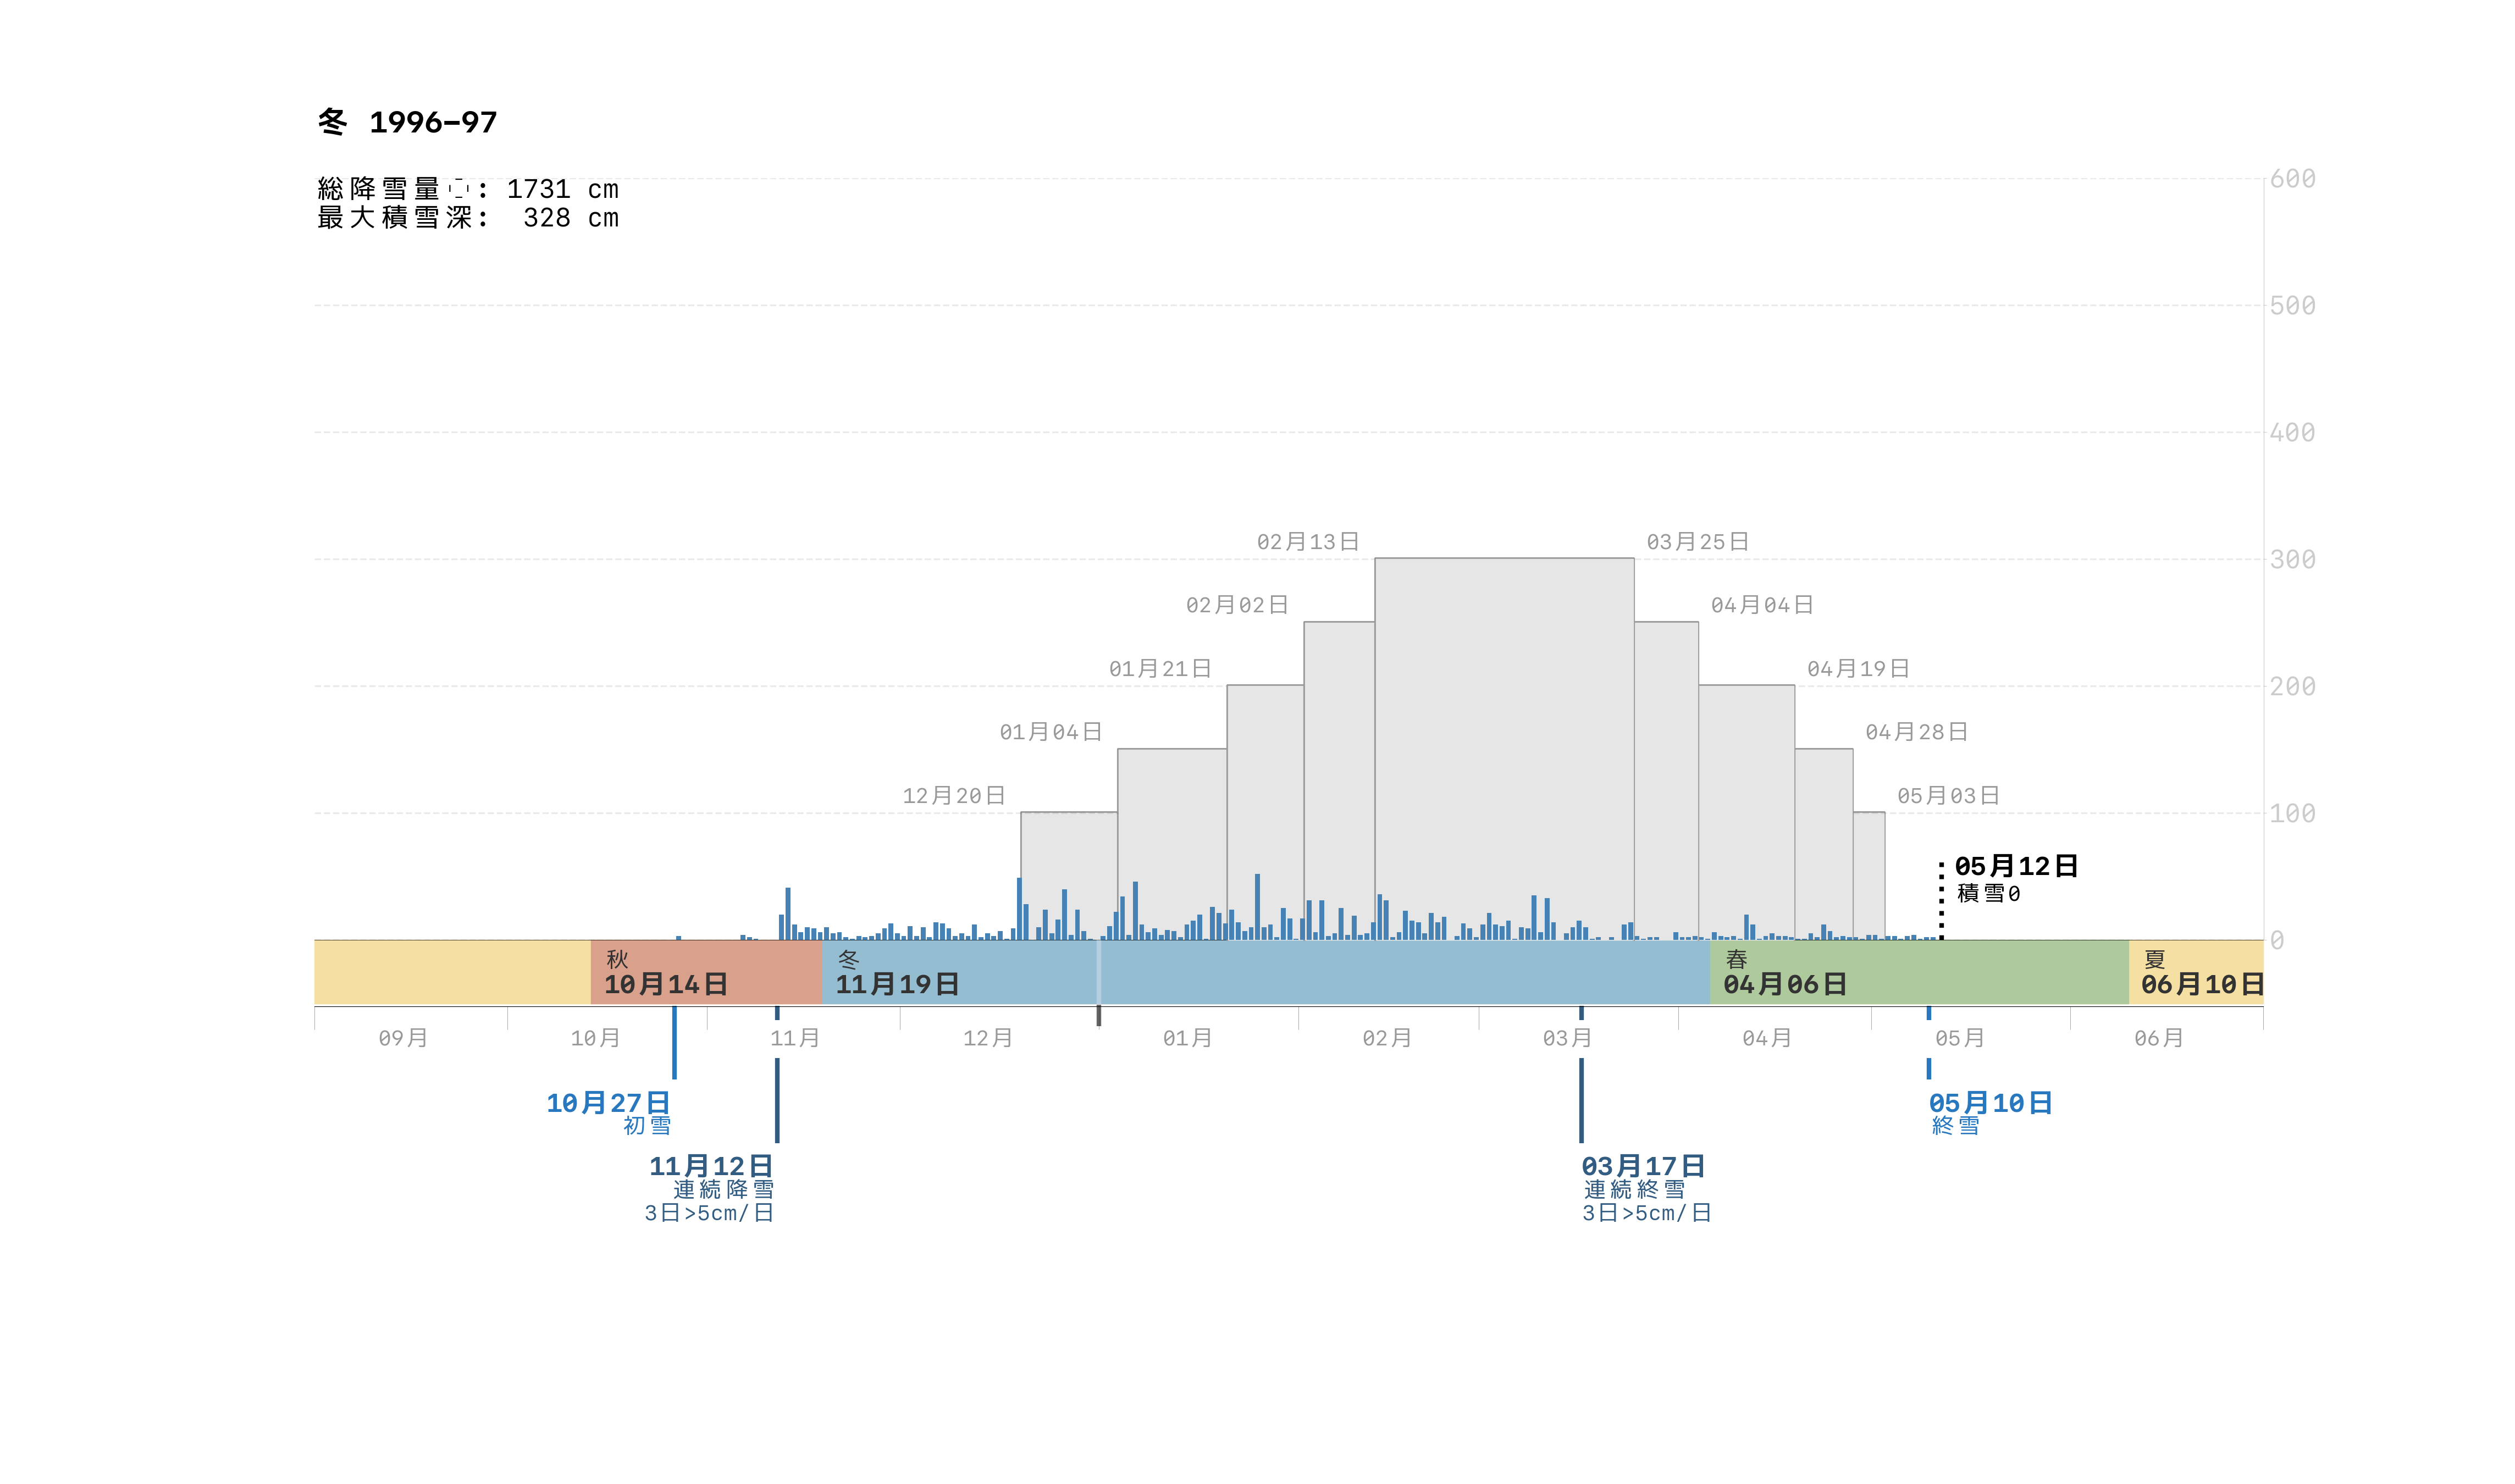 冬 1996–97
総降雪量 : 1731 cm
最大積雪深: 328 cm
600
500
400
300
200
100
0
02月13日
03月25日
02月02日
04月04日
01月21日
04月19日
01月04日
04月28日
12月20日
05月03日
05月12日
積雪0
秋
10月14日
冬
11月19日
春
04月06日
夏
06月10日
09月
10月
11月
12月
01月
02月
03月
04月
05月
06月
10月27日
初雪
05月10日
終雪
11月12日
連続降雪
3日>5cm/日
03月17日
連続終雪
3日>5cm/日